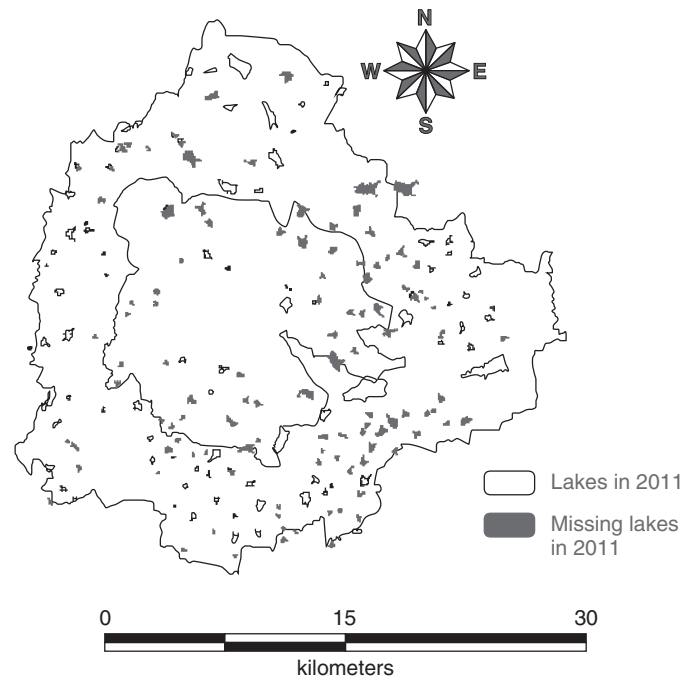 N
W E
S
Lakes in 2011
Missing lakes
in 2011
0 15 30
kilometers